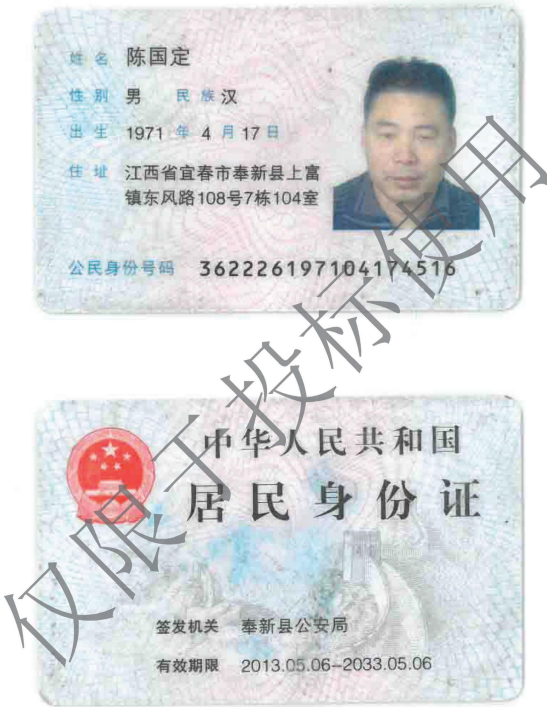 姓名 陈国定
性别 男 民族 汉
出生 1971 年 4 月 17 日
住址 江西省宜春市奉新县上富
镇东风路108号7栋104室
公民身份号码 362226197104174516
中华人民共和国
居民身份证
签发机关 奉新县公安局
有效期限 2013.05.06-2033.05.06
仅限于投标使用